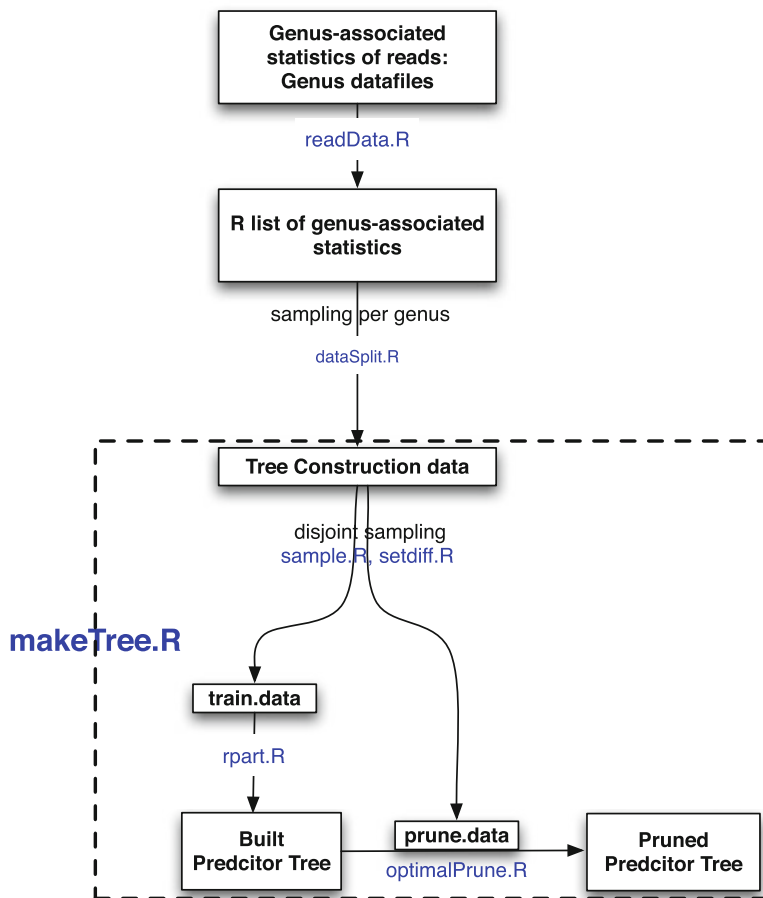 Genus-associated
statistics of reads:
Genus datafiles
readData.R
R list of genus-associated
statistics
sampling per genus
dataSplit.R
Tree Construction data
disjoint sampling
sample.R, setdiff.R
makeTree.R
train.data
rpart.R
Built
Predcitor Tree
prune.data
optimalPrune.R
Pruned
Predcitor Tree